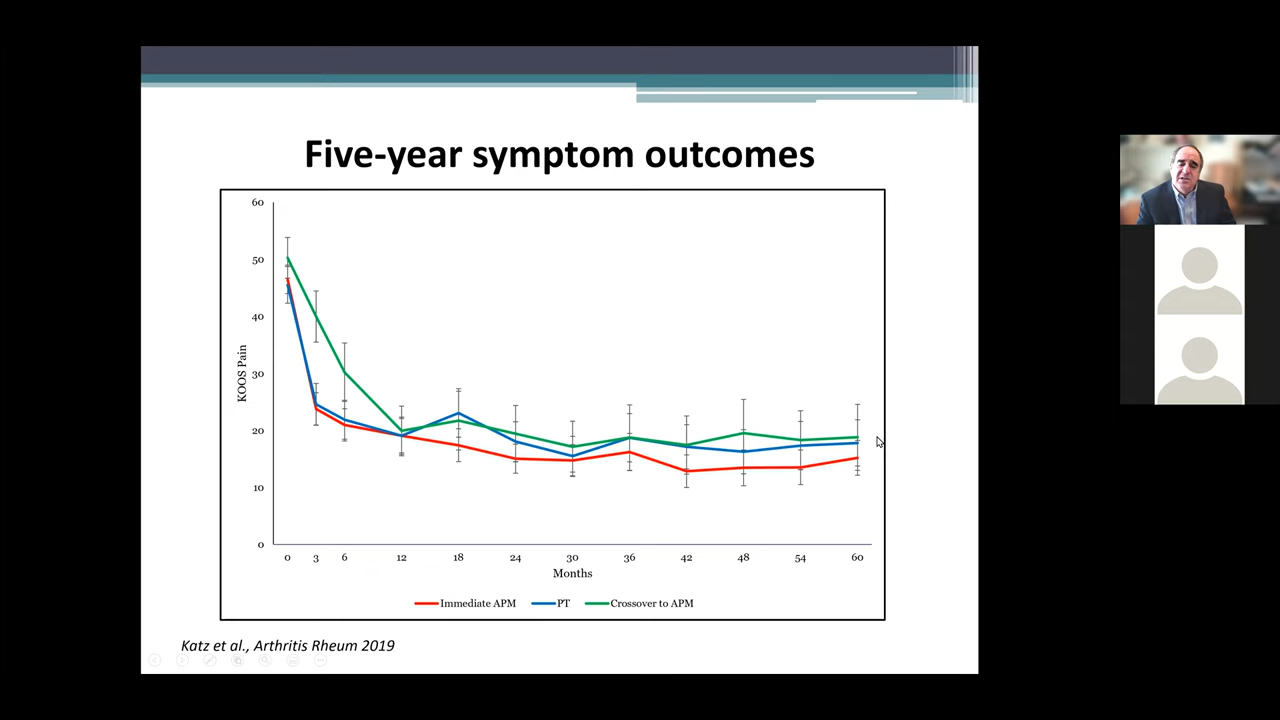 Five-year symptom outcomes
60
50
40
30
20
10
0
KOOS Pain
0 3 6 12 18 24 30 36 42 48 54 60
Months
Immediate APM PT Crossover to APM
Katz et al., Arthritis Rheum 2019